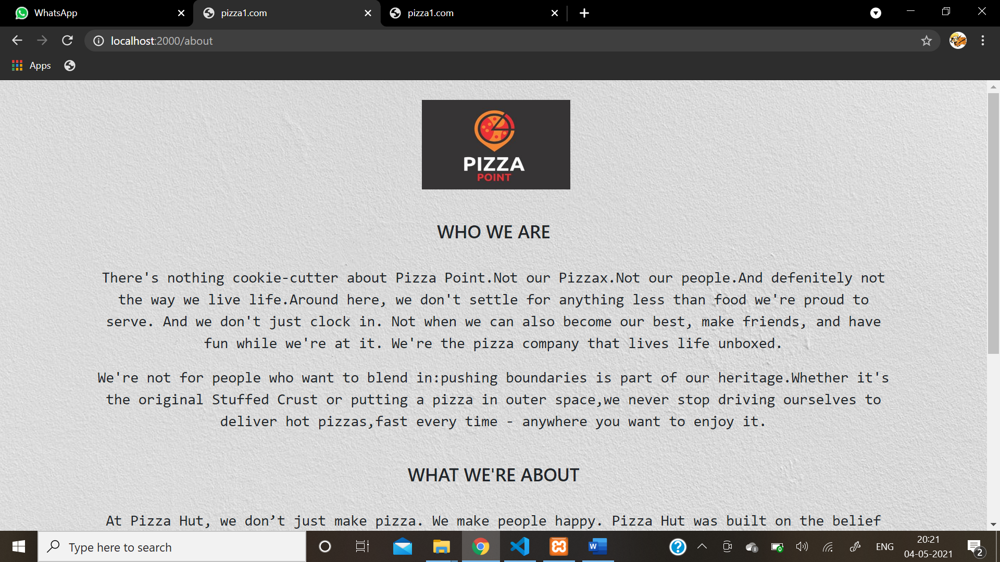 WhatsApp
pizza1.com
pizza1.com
localhost:2000/about
Apps
PIZZA
POINT
WHO WE ARE
There's nothing cookie-cutter about Pizza Point.Not our Pizzax.Not our people.And defenitely not
the way we live life.Around here, we don't settle for anything less than food we're proud to
serve. And we don't just clock in. Not when we can also become our best, make friends, and have
fun while we're at it. We're the pizza company that lives life unboxed.
We're not for people who want to blend in:pushing boundaries is part of our heritage.Whether it's
the original Stuffed Crust or putting a pizza in outer space,we never stop driving ourselves to
deliver hot pizzas,fast every time - anywhere you want to enjoy it.
WHAT WE'RE ABOUT
At Pizza Hut, we don’t just make pizza. We make people happy. Pizza Hut was built on the belief
Type here to search
W
?
ENG
20:21
04-05-2021
2